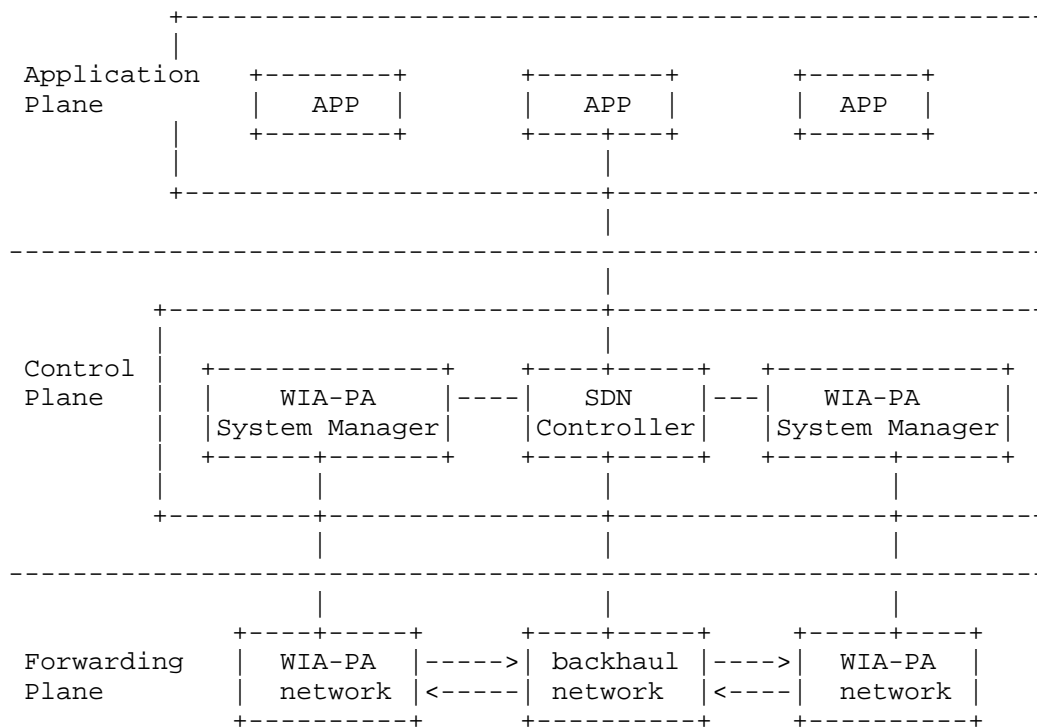 Application
Plane
APP
APP
APP
Control
Plane
WIA-PA
System Manager
SDN
Controller
WIA-PA
System Manager
Forwarding
Plane
WIA-PA
network
backhaul
network
WIA-PA
network